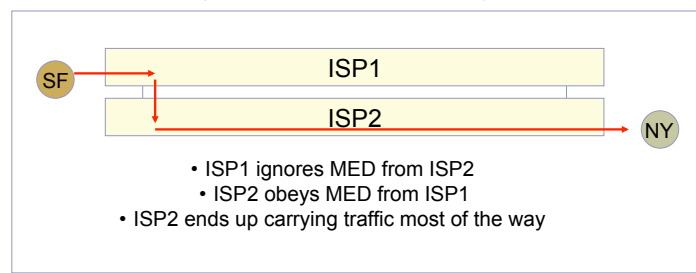 ISP1
SF
ISP2
NY
• ISP1 ignores MED from ISP2
• ISP2 obeys MED from ISP1
• ISP2 ends up carrying traffic most of the way